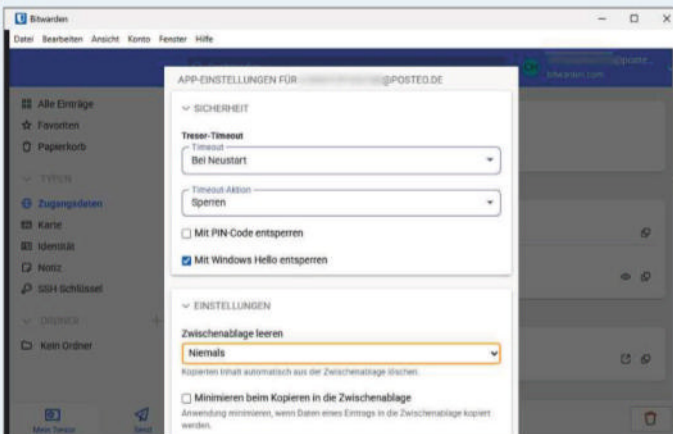 Bitwarden
Datei Bearbeiten Ansicht Konto Fenster Hilfe
bitwarden.com
APP-EINSTELLUNGEN FÜR @POSTEO.DE
Alle Einträge
Favoriten
Papierkorb
TYPEN
Zugangsdaten
Karte
Identität
Notiz
SSH-Schlüssel
ORDNER
Kein Ordner
Mein Tresor
Send
SICHERHEIT
Tresor-Timeout
Timeout
Bei Neustart
Timeout-Aktion
Sperren
Mit PIN-Code entsperren
Mit Windows Hello entsperren
EINSTELLUNGEN
Zwischenablage leeren
Niemals
Kopierten Inhalt automatisch aus der Zwischenablage löschen.
Minimieren beim Kopieren in die Zwischenablage
Anwendung minimieren, wenn Daten eines Eintrags in die Zwischenablage kopiert
werden.